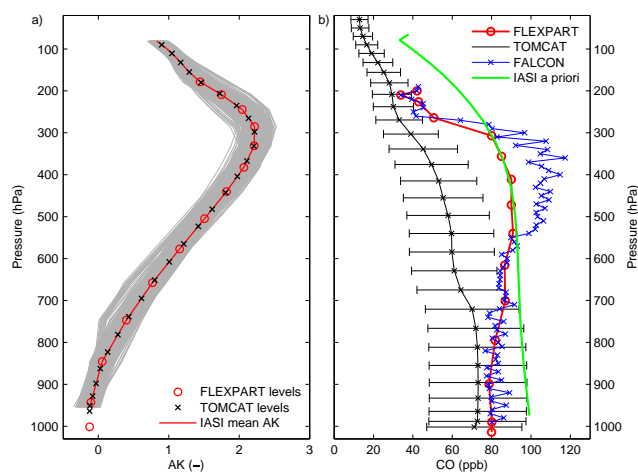 a)
100
200
300
400
500
600
700
800
900
1000
Pressure (hPa)
0
1
2
3
AK (−)
FLEXPART levels
TOMCAT levels
IASI mean AK
b)
FLEXPART
TOMCAT
FALCON
IASI a priori
100
200
300
400
500
600
700
800
900
1000
Pressure (hPa)
0
20
40
60
80
100
120
CO (ppb)